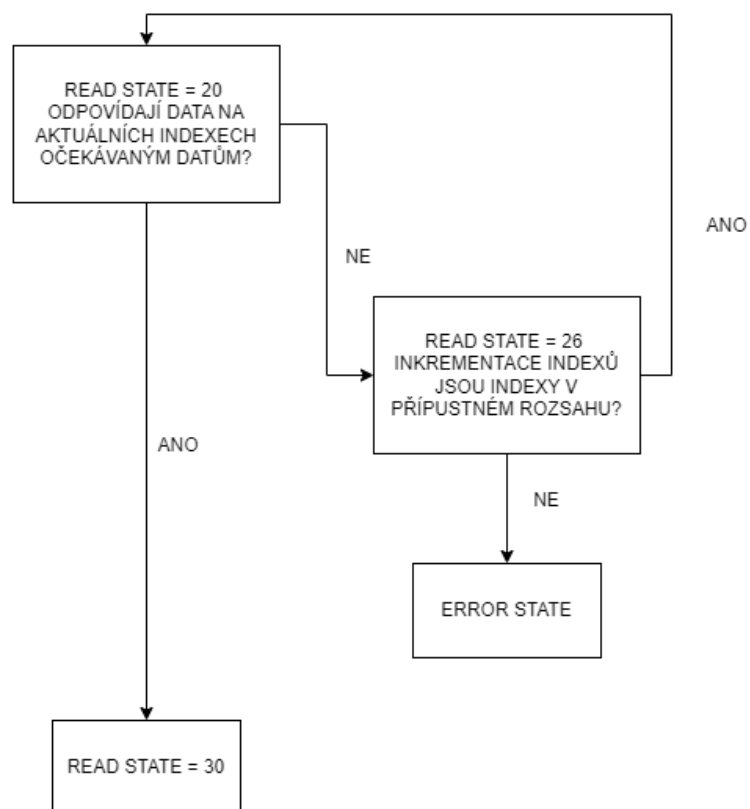 READ STATE = 20
ODPOVÍDAJÍ DATA NA
AKTUÁLNÍCH INDEXECH
OČEKÁVANÝM DATŮM?
ANO
NE
READ STATE = 26
INKREMENTACE INDEXŮ
JSOU INDEXY V
PŘÍPUSTNÉM ROZSAHU?
ANO
NE
ERROR STATE
READ STATE = 30